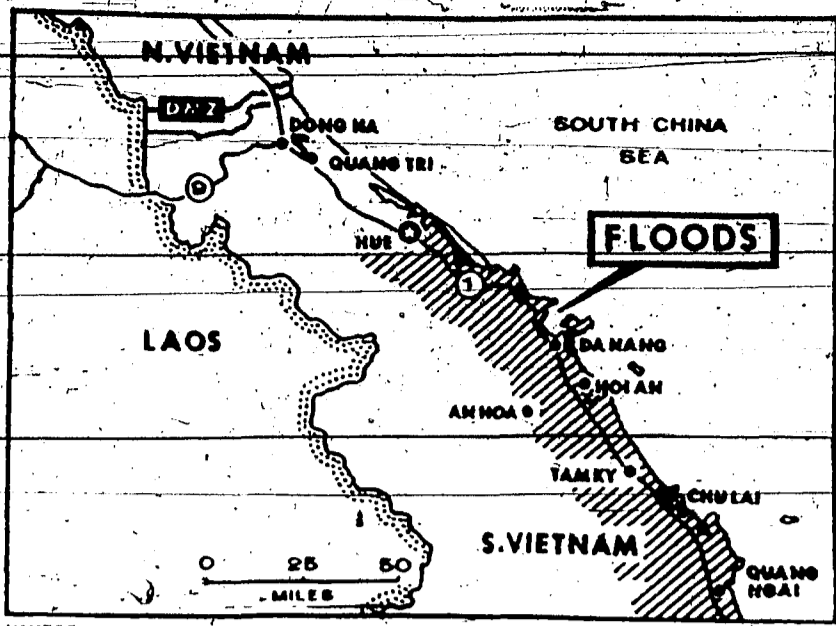 N. VIETNAM
DMZ
DONG HA
QUANG TRI
SOUTH CHINA
SEA
9
HUE
FLOODS
1
LAOS
DA NANG
HOI AN
AN HOA
TAM KY
CHU LAI
S. VIETNAM
QUANG
NGAI
0 25 50
MILES